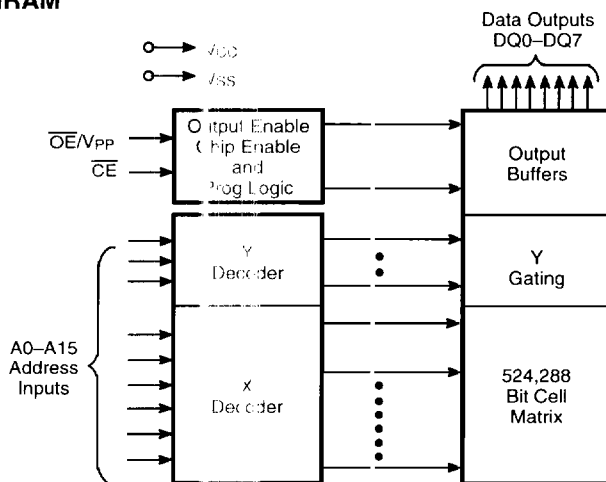 Data Outputs
DQ0–DQ7
VCC
VSS
OE/VPP
CE
Output Enable
Chip Enable
and
Prog Logic
Output
Buffers
Y
Decoder
Y
Gating
A0–A15
Address
Inputs
X
Decoder
524,288
Bit Cell
Matrix